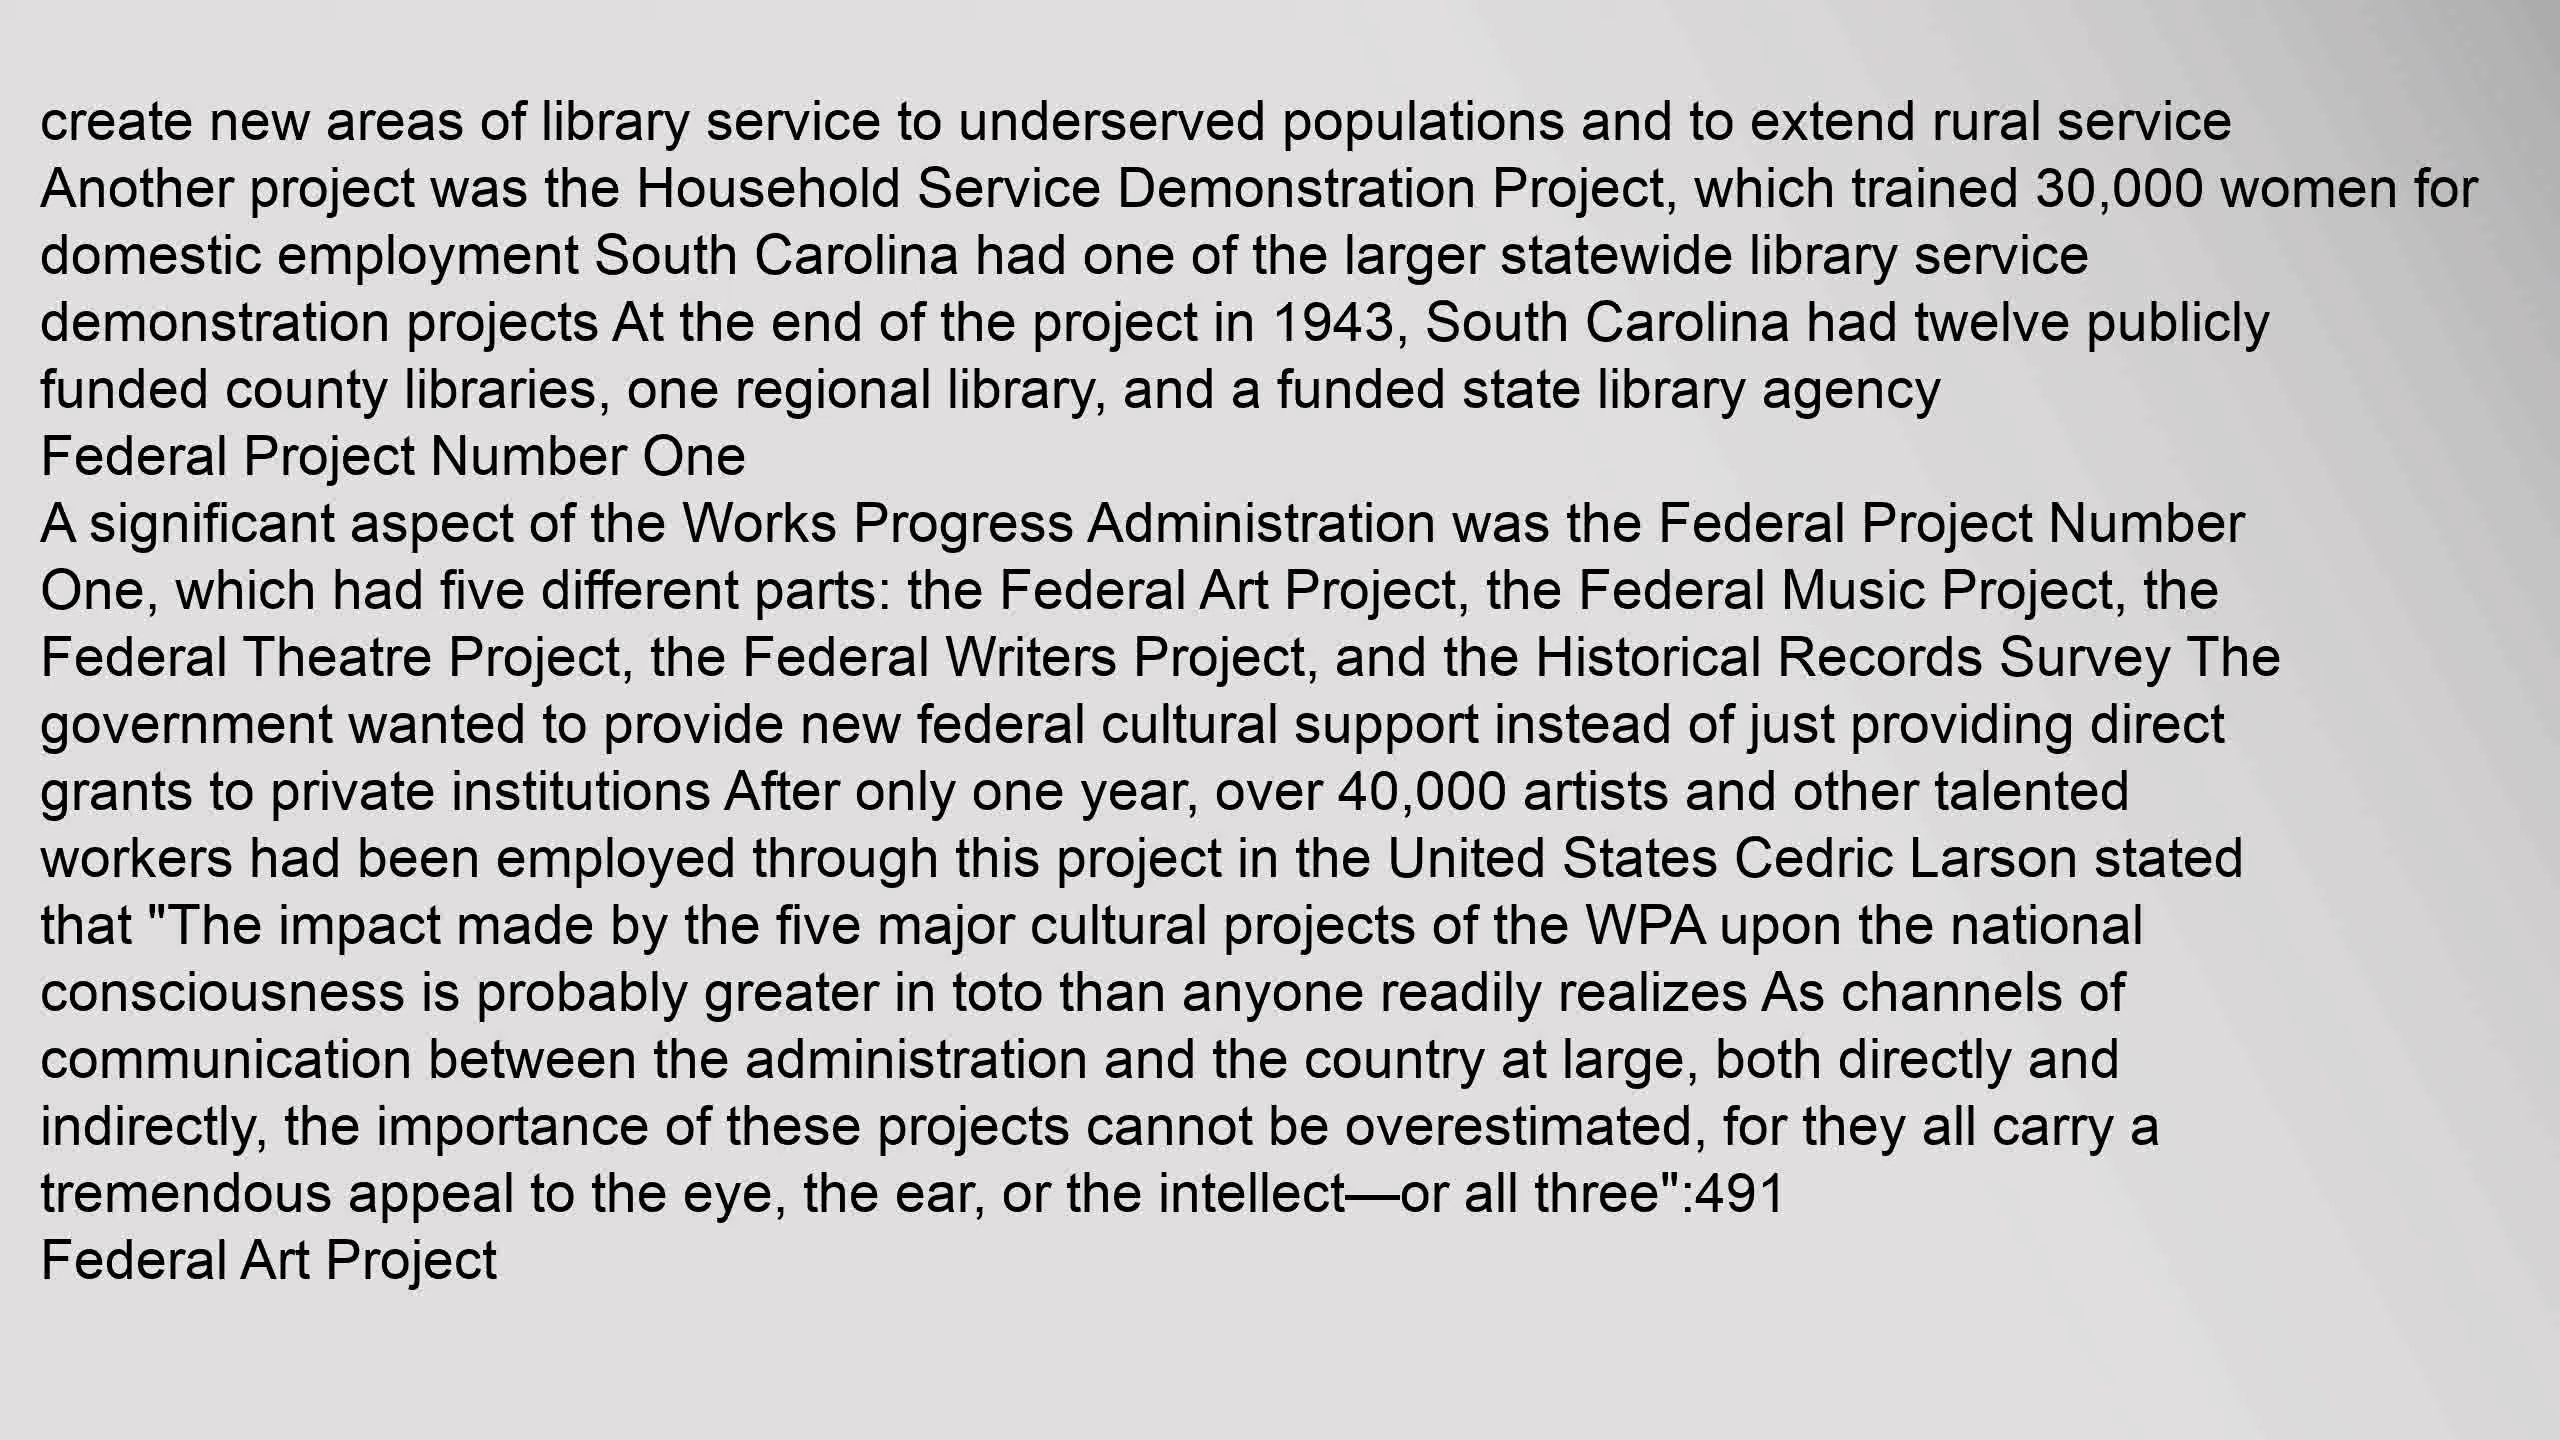 create new areas of library service to underserved populations and to extend rural service
Another project was the Household Service Demonstration Project, which trained 30,000 women for
domestic employment South Carolina had one of the larger statewide library service
demonstration projects At the end of the project in 1943, South Carolina had twelve publicly
funded county libraries, one regional library, and a funded state library agency
Federal Project Number One
A significant aspect of the Works Progress Administration was the Federal Project Number
One, which had five different parts: the Federal Art Project, the Federal Music Project, the
Federal Theatre Project, the Federal Writers Project, and the Historical Records Survey The
government wanted to provide new federal cultural support instead of just providing direct
grants to private institutions After only one year, over 40,000 artists and other talented
workers had been employed through this project in the United States Cedric Larson stated
that "The impact made by the five major cultural projects of the WPA upon the national
consciousness is probably greater in toto than anyone readily realizes As channels of
communication between the administration and the country at large, both directly and
indirectly, the importance of these projects cannot be overestimated, for they all carry a
tremendous appeal to the eye, the ear, or the intellect—or all three":491
Federal Art Project